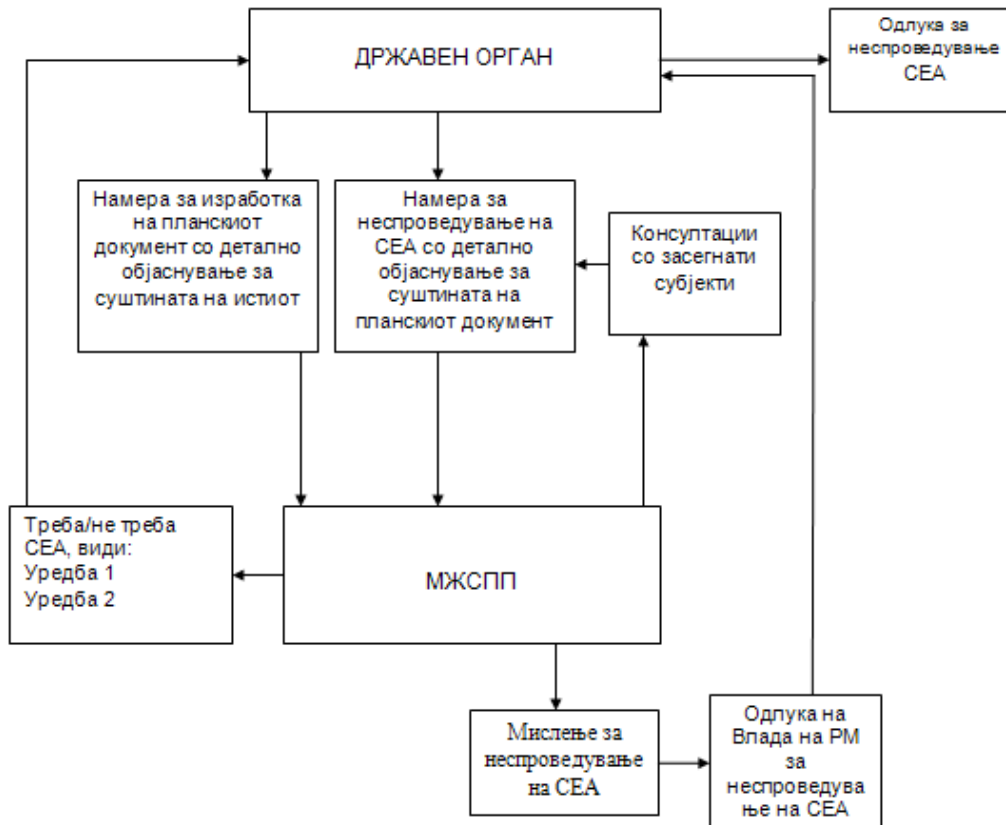 ДРЖАВЕН ОРГАН
Одлука за
неспроведување
СЕА
Намера за изработка
на планскиот
документ со детално
објаснување за
суштината на истиот
Намера за
неспроведување на
СЕА со детално
објаснување за
суштината на
планскиот документ
Консултации
со засегнати
субјекти
Треба/не треба
СЕА, види:
Уредба 1
Уредба 2
МЖСПП
Мислење за
неспроведување
на СЕА
Одлука на
Влада на РМ
за
неспроведува
ње на СЕА